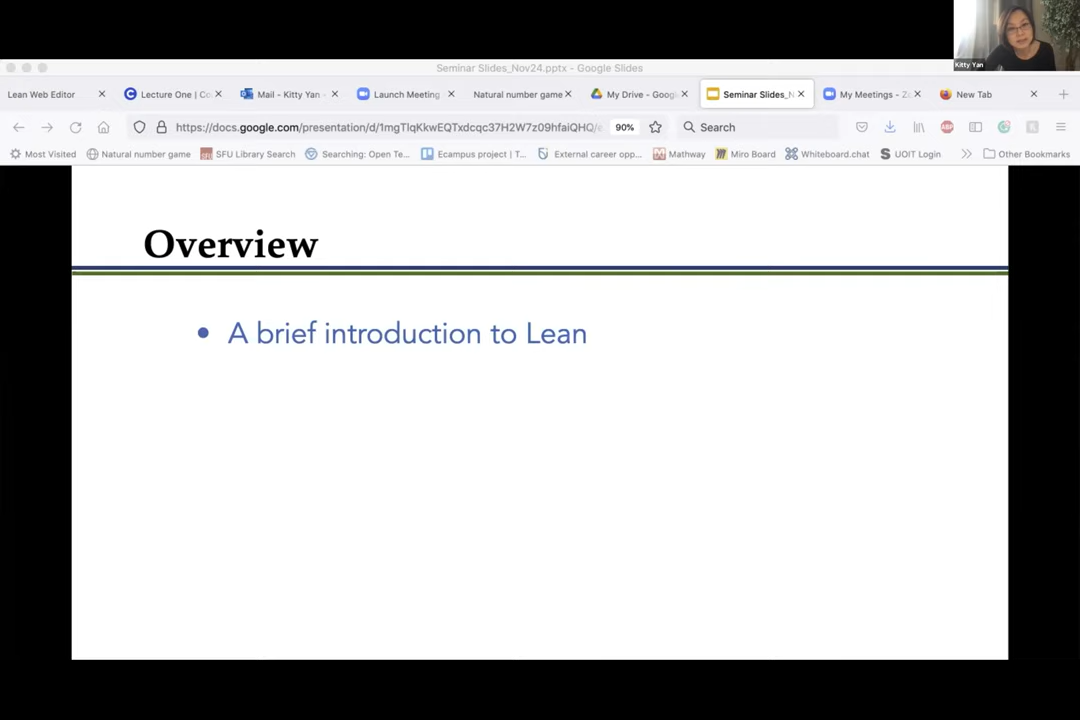 Kitty Yan
Seminar Slides_Nov24.pptx - Google Slides
Lean Web Editor
Lecture One | Co
Mail - Kitty Yan -
Launch Meeting
Natural number game
My Drive - Googl
Seminar Slides_N
My Meetings - Zo
New Tab
https://docs.google.com/presentation/d/1mgTlqKkwEQTxdcqc37H2W7z09hfaiQHQ/e
90%
Search
ABP
Most Visited
Natural number game
SFU Library Search
Searching: Open Te...
Ecampus project | T...
External career opp...
Mathway
Miro Board
Whiteboard.chat
UOIT Login
Other Bookmarks
Overview
• A brief introduction to Lean